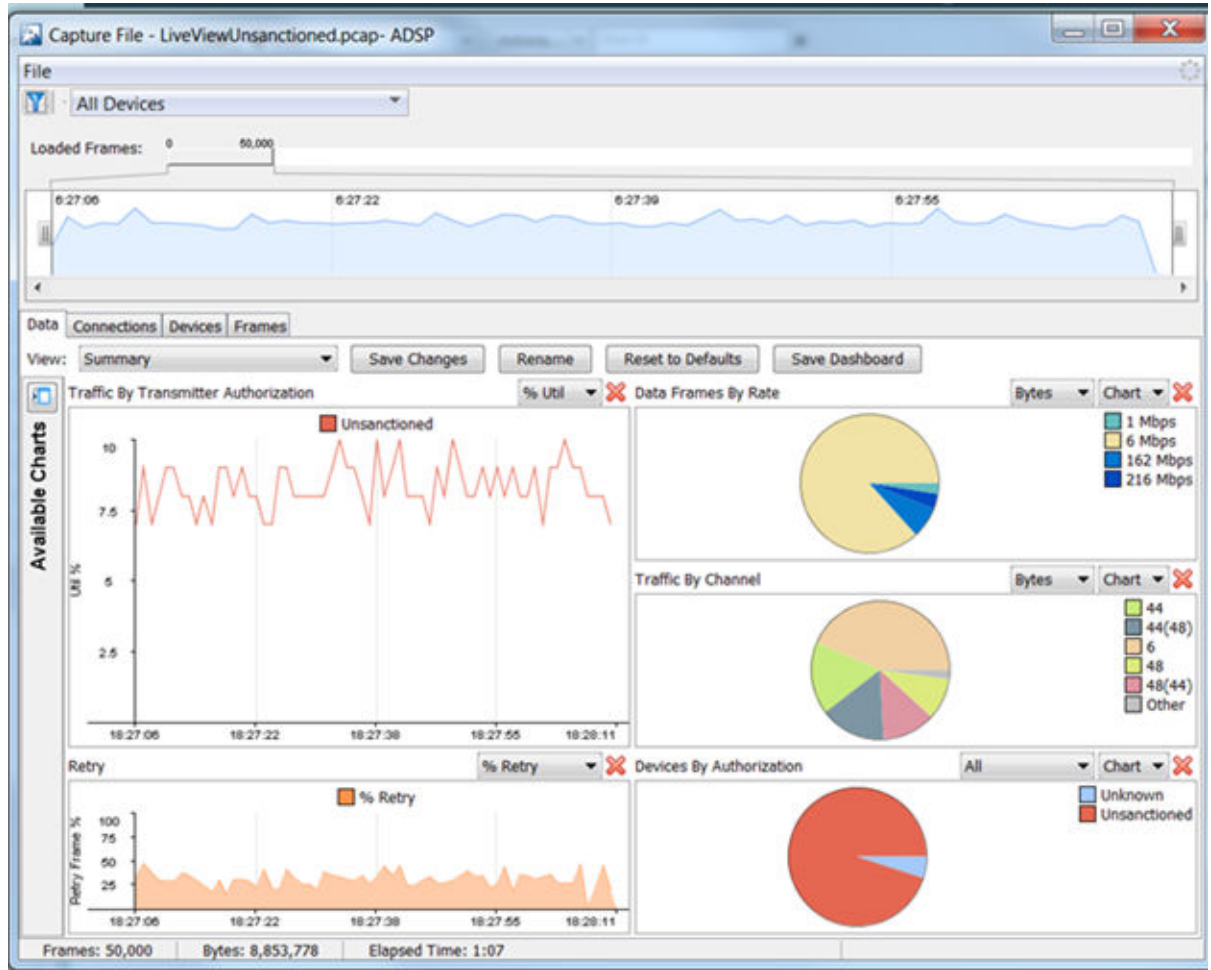 Capture File - LiveViewUnsanctioned.pcap- ADSP
File
All Devices
Loaded Frames: 0 50,000
6:27:06 6:27:22 6:27:39 6:27:55
Data Connections Devices Frames
View: Summary Save Changes Rename Reset to Defaults Save Dashboard
Available Charts
Traffic By Transmitter Authorization % Util
Unsanctioned
10
7.5
5
2.5
Util %
18:27:06 18:27:22 18:27:38 18:27:55 18:28:11
Retry % Retry
% Retry
100
75
50
25
Retry Frame %
18:27:06 18:27:22 18:27:38 18:27:55 18:28:11
Data Frames By Rate Bytes Chart
1 Mbps
6 Mbps
162 Mbps
216 Mbps
Traffic By Channel Bytes Chart
44
44(48)
6
48
48(44)
Other
Devices By Authorization All Chart
Unknown
Unsanctioned
Frames: 50,000 Bytes: 8,853,778 Elapsed Time: 1:07